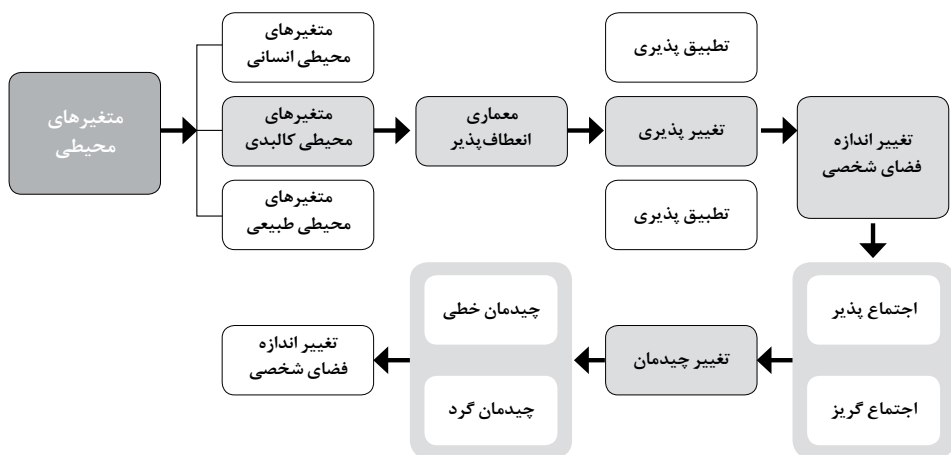 متغیرهای
محیطی
متغیرهای
محیطی انسانی
متغیرهای
محیطی کالبدی
متغیرهای
محیطی طبیعی
معماری
انعطاف‌پذیر
تطبیق پذیری
تغییر پذیری
تطبیق پذیری
تغییر اندازه
فضای شخصی
اجتماع پذیر
اجتماع گریز
تغییر چیدمان
چیدمان خطی
چیدمان گرد
تغییر اندازه
فضای شخصی